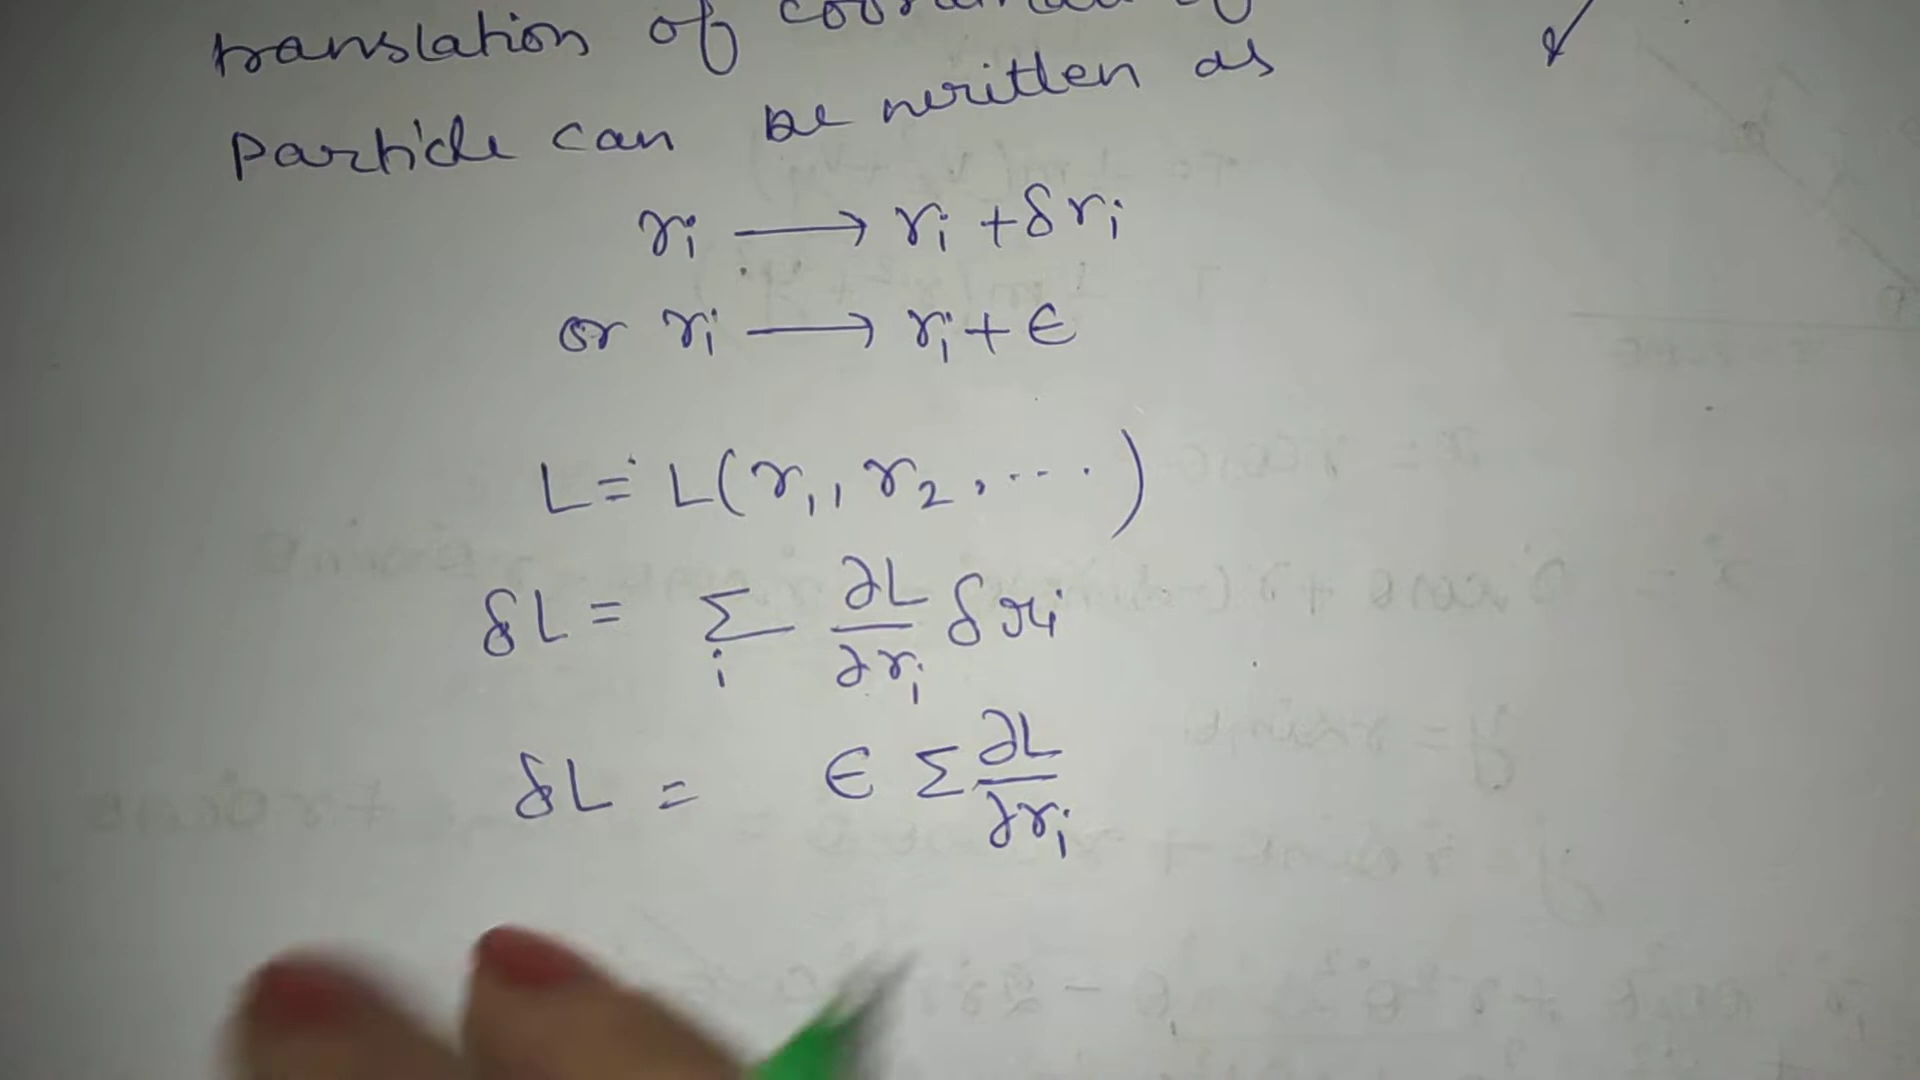 translation of
Particle can be written as
rᵢ ⟶ rᵢ + δrᵢ
or rᵢ ⟶ rᵢ + ϵ
L = L(r₁, r₂, ....)
δL = Σᵢ ∂L/∂rᵢ δrᵢ
δL = ϵ Σ ∂L/∂rᵢ